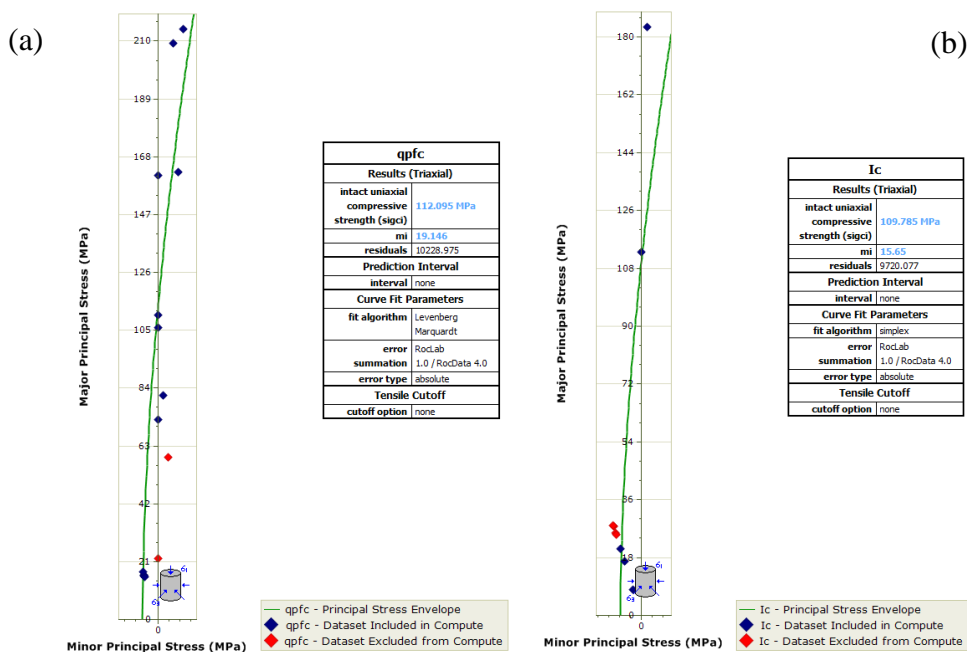 (a)
Major Principal Stress (MPa)
210
189
168
147
126
105
84
63
42
21
0
0
Minor Principal Stress (MPa)
σ1
σ3
qpfc
Results (Triaxial)
intact uniaxial
compressive 112.095 MPa
strength (sigci)
mi 19.146
residuals 10228.975
Prediction Interval
interval none
Curve Fit Parameters
fit algorithm Levenberg
Marquardt
error RocLab
summation 1.0 / RocData 4.0
error type absolute
Tensile Cutoff
cutoff option none
qpfc - Principal Stress Envelope
qpfc - Dataset Included in Compute
qpfc - Dataset Excluded from Compute
(b)
Major Principal Stress (MPa)
180
162
144
126
108
90
72
54
36
18
0
0
Minor Principal Stress (MPa)
σ1
σ3
Ic
Results (Triaxial)
intact uniaxial
compressive 109.785 MPa
strength (sigci)
mi 15.65
residuals 9720.077
Prediction Interval
interval none
Curve Fit Parameters
fit algorithm simplex
error RocLab
summation 1.0 / RocData 4.0
error type absolute
Tensile Cutoff
cutoff option none
Ic - Principal Stress Envelope
Ic - Dataset Included in Compute
Ic - Dataset Excluded from Compute